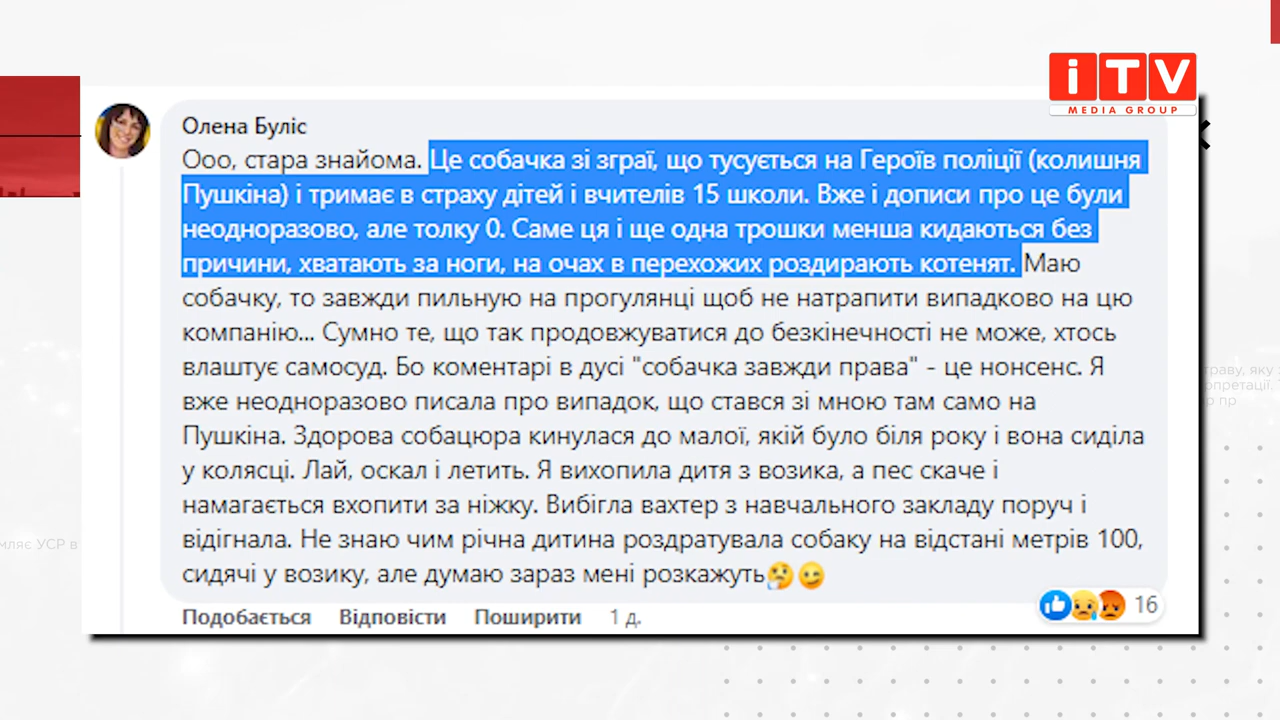 iTV
MEDIA GROUP
Олена Буліс
Ооо, стара знайома. Це собачка зі зграї, що тусується на Героїв поліції (колишня
Пушкіна) і тримає в страху дітей і вчителів 15 школи. Вже і дописи про це були
неодноразово, але толку 0. Саме ця і ще одна трошки менша кидаються без
причини, хватають за ноги, на очах в перехожих роздирають котенят. Маю
собачку, то завжди пильную на прогулянці щоб не натрапити випадково на цю
компанію... Сумно те, що так продовжуватися до безкінечності не може, хтось
влаштує самосуд. Бо коментарі в дусі "собачка завжди права" - це нонсенс. Я
вже неодноразово писала про випадок, що стався зі мною там само на
Пушкіна. Здорова собацюра кинулася до малої, якій було біля року і вона сиділа
у колясці. Лай, оскал і летить. Я вихопила дитя з возика, а пес скаче і
намагається вхопити за ніжку. Вибігла вахтер з навчального закладу поруч і
відігнала. Не знаю чим річна дитина роздратувала собаку на відстані метрів 100,
сидячі у возику, але думаю зараз мені розкажуть🤔😉
Подобається Відповісти Поширити 1 д.
16
траву, яку
опретації.
р пр
мляє УСР в